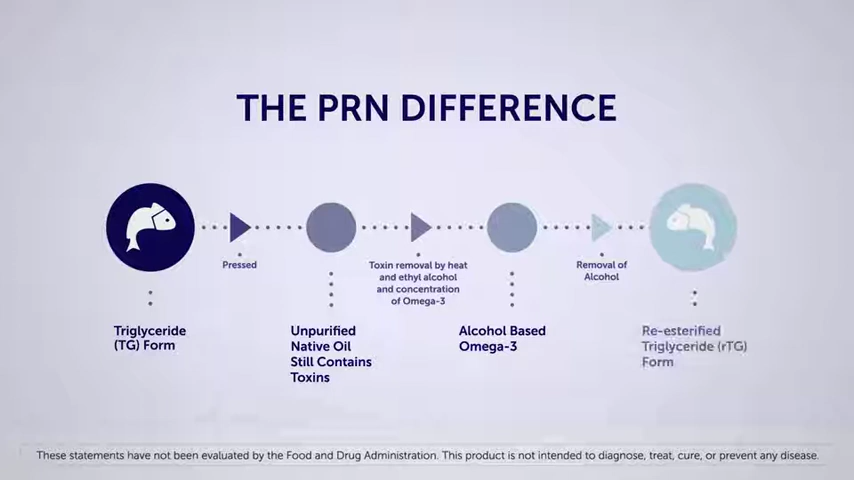 THE PRN DIFFERENCE
Pressed
Toxin removal by heat
and ethyl alcohol
and concentration
of Omega-3
Removal of
Alcohol
Triglyceride
(TG) Form
Unpurified
Native Oil
Still Contains
Toxins
Alcohol Based
Omega-3
Re-esterified
Triglyceride (rTG)
Form
These statements have not been evaluated by the Food and Drug Administration. This product is not intended to diagnose, treat, cure, or prevent any disease.